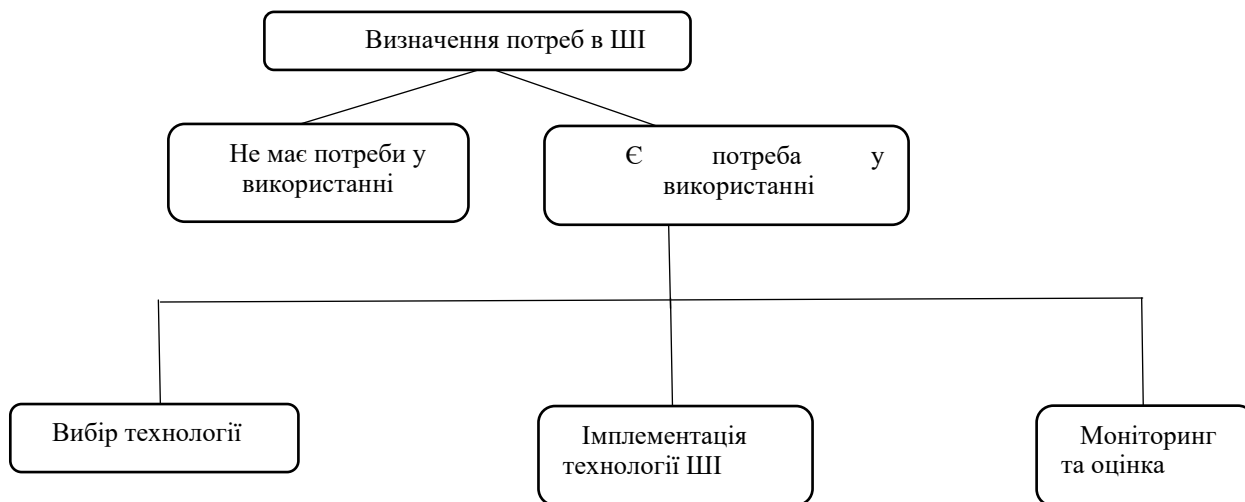 Визначення потреб в ШІ
Не має потреби у
використанні
Є потреба у
використанні
Вибір технології
Імплементація
технології ШІ
Моніторинг
та оцінка